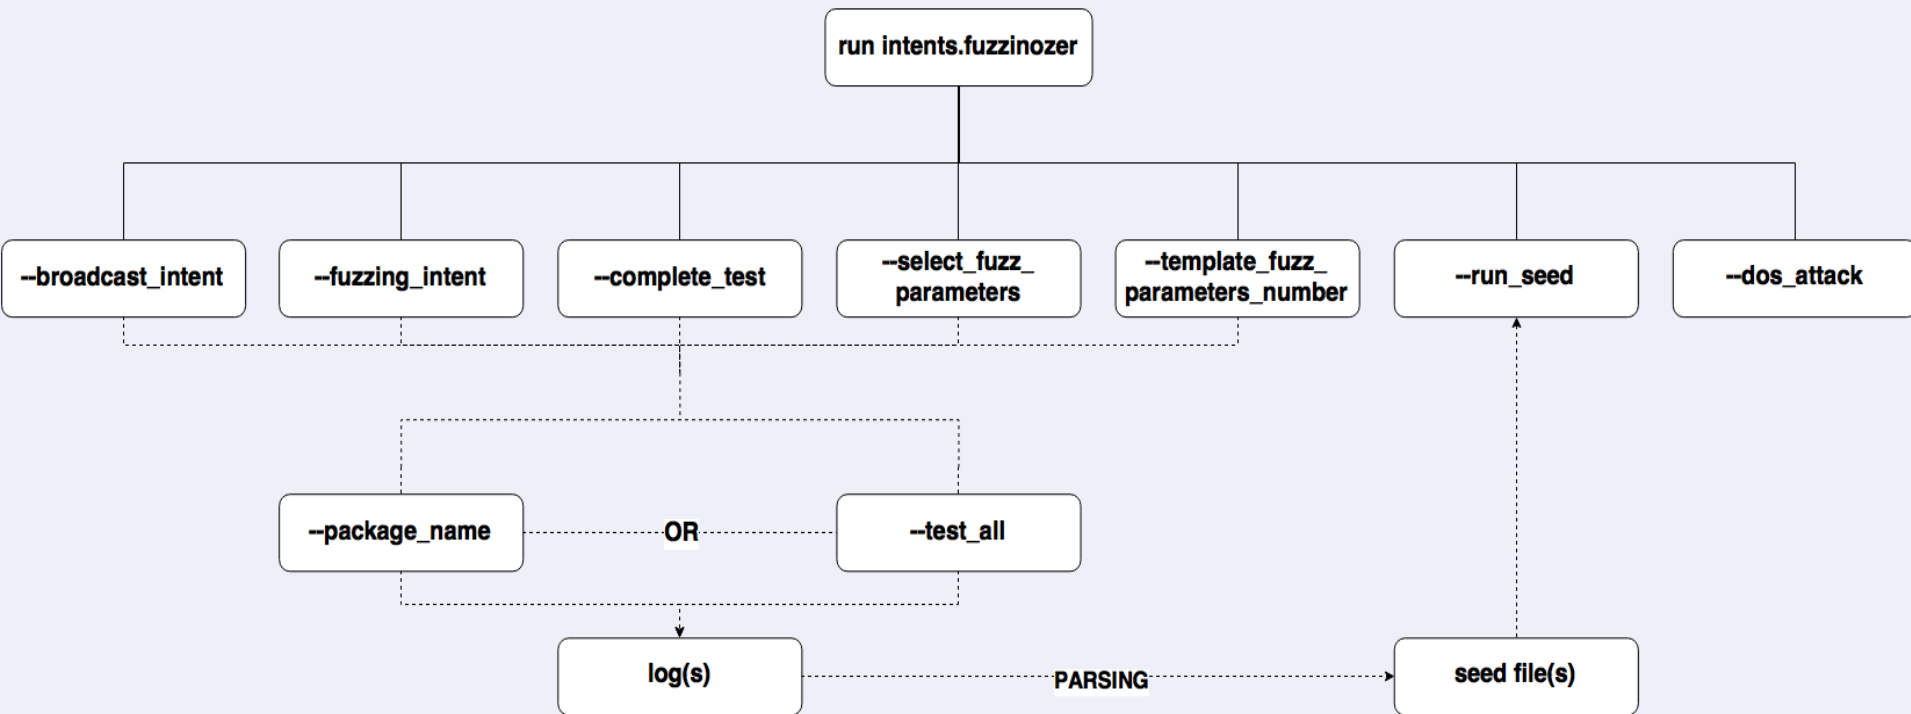 run intents.fuzzinozer
--broadcast_intent
--fuzzing_intent
--complete_test
--select_fuzz_
parameters
--template_fuzz_
parameters_number
--run_seed
--dos_attack
--package_name
OR
--test_all
log(s)
PARSING
seed file(s)